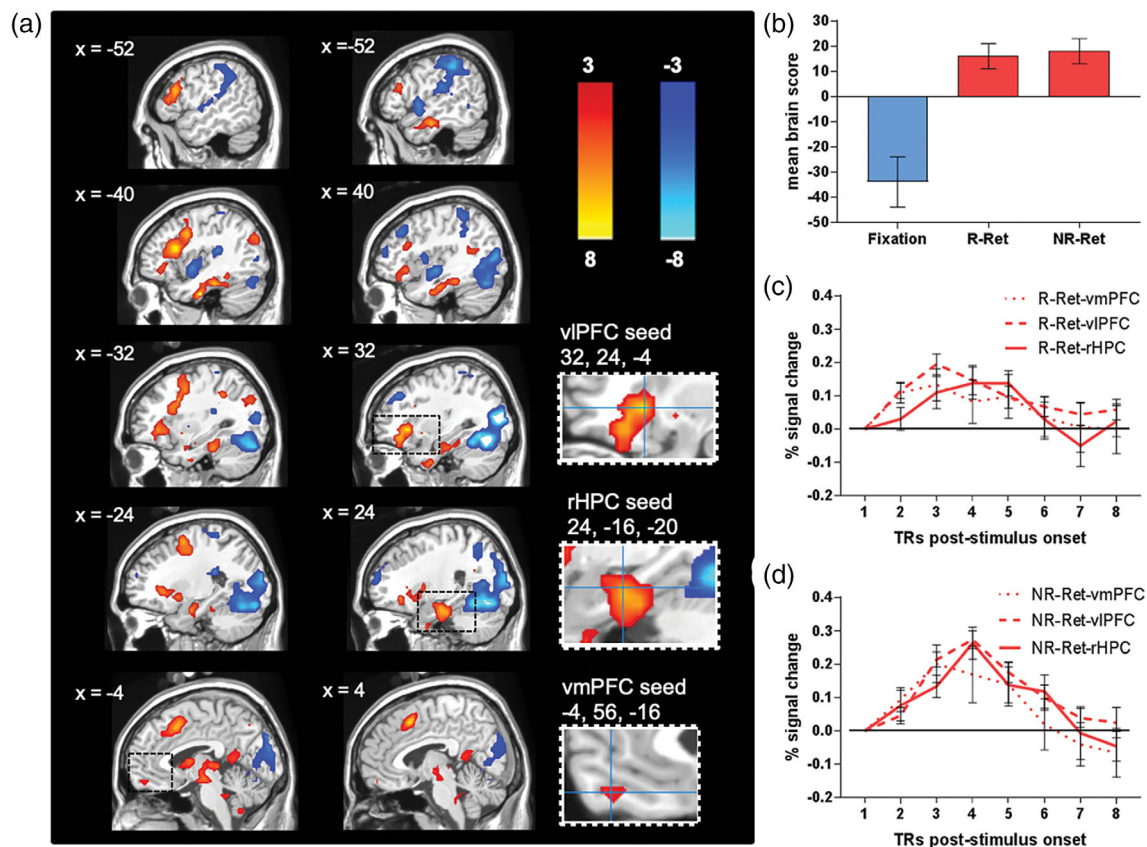 (a)
x = -52
x =-52
3
-3
x = -40
x = 40
8
-8
x = -32
x = 32
vlPFC seed
32, 24, -4
x = -24
x = 24
rHPC seed
24, -16, -20
x = -4
x = 4
vmPFC seed
-4, 56, -16
(b)
mean brain score
30
20
10
0
-10
-20
-30
-40
-50
Fixation
R-Ret
NR-Ret
(c)
% signal change
0.4
0.3
0.2
0.1
0.0
-0.1
-0.2
R-Ret-vmPFC
R-Ret-vlPFC
R-Ret-rHPC
1 2 3 4 5 6 7 8
TRs post-stimulus onset
(d)
% signal change
0.4
0.3
0.2
0.1
0.0
-0.1
-0.2
NR-Ret-vmPFC
NR-Ret-vlPFC
NR-Ret-rHPC
1 2 3 4 5 6 7 8
TRs post-stimulus onset